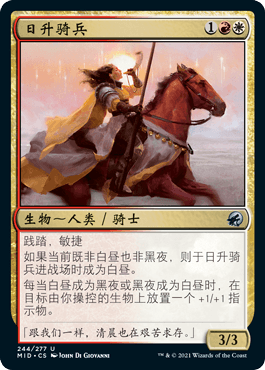 日升骑兵 1
生物～人类 / 骑士
践踏，敏捷
如果当前既非白昼也非黑夜，则于日升骑
兵进战场时成为白昼。
每当白昼成为黑夜或黑夜成为白昼时，在
目标由你操控的生物上放置一个 +1/+1 指
示物。
「跟我们一样，清晨也在艰苦求存。」
3/3
244/277 U
MID • CS JOHN DI GIOVANNI
™ & © 2021 Wizards of the Coast